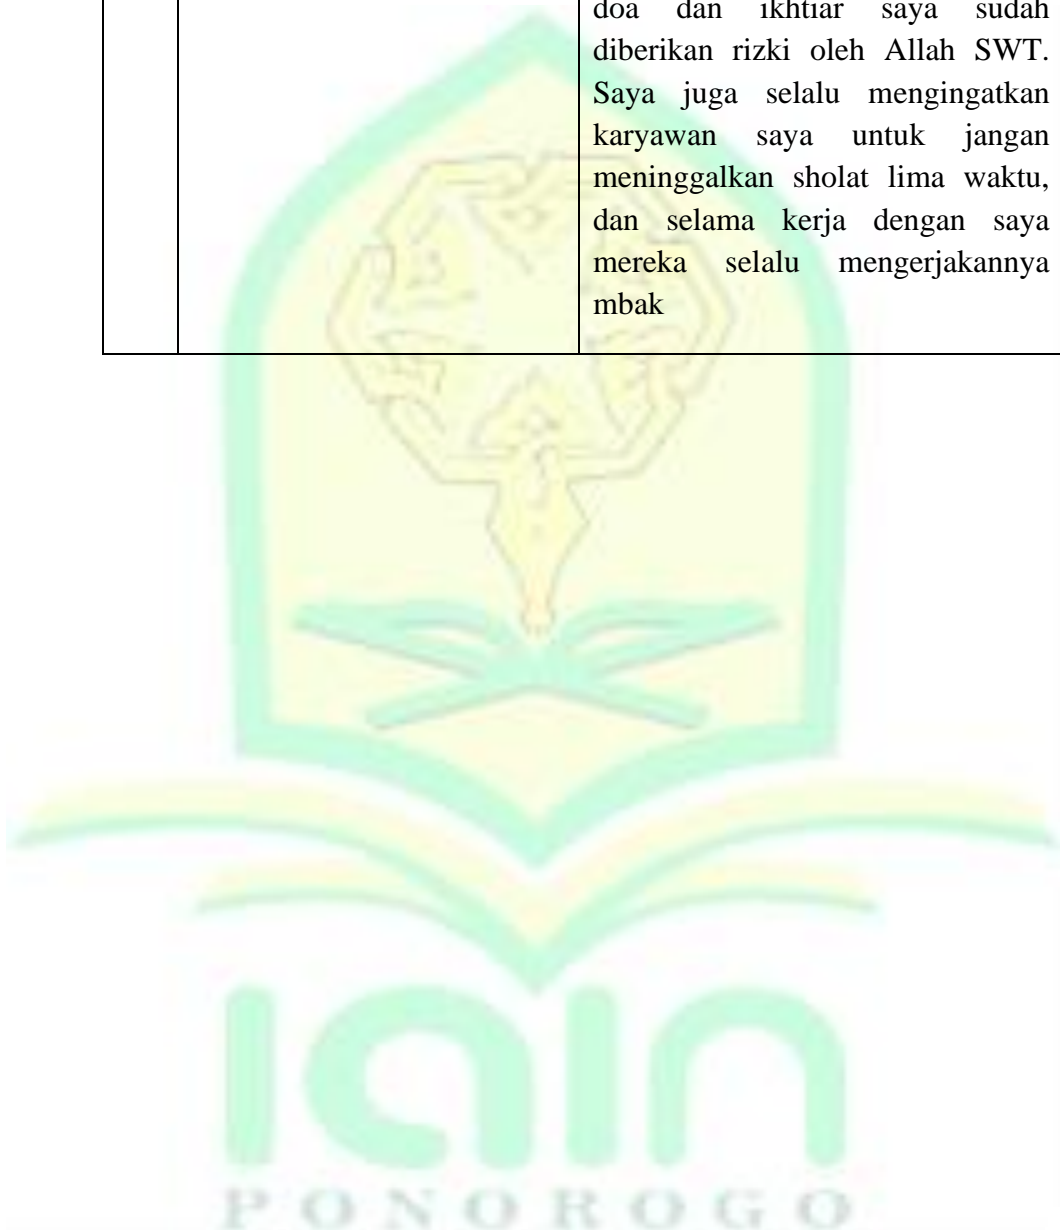 doa dan ikhtiar saya sudah
diberikan rizki oleh Allah SWT.
Saya juga selalu mengingatkan
karyawan saya untuk jangan
meninggalkan sholat lima waktu,
dan selama kerja dengan saya
mereka selalu mengerjakannya
mbak
iain
PONOROGO